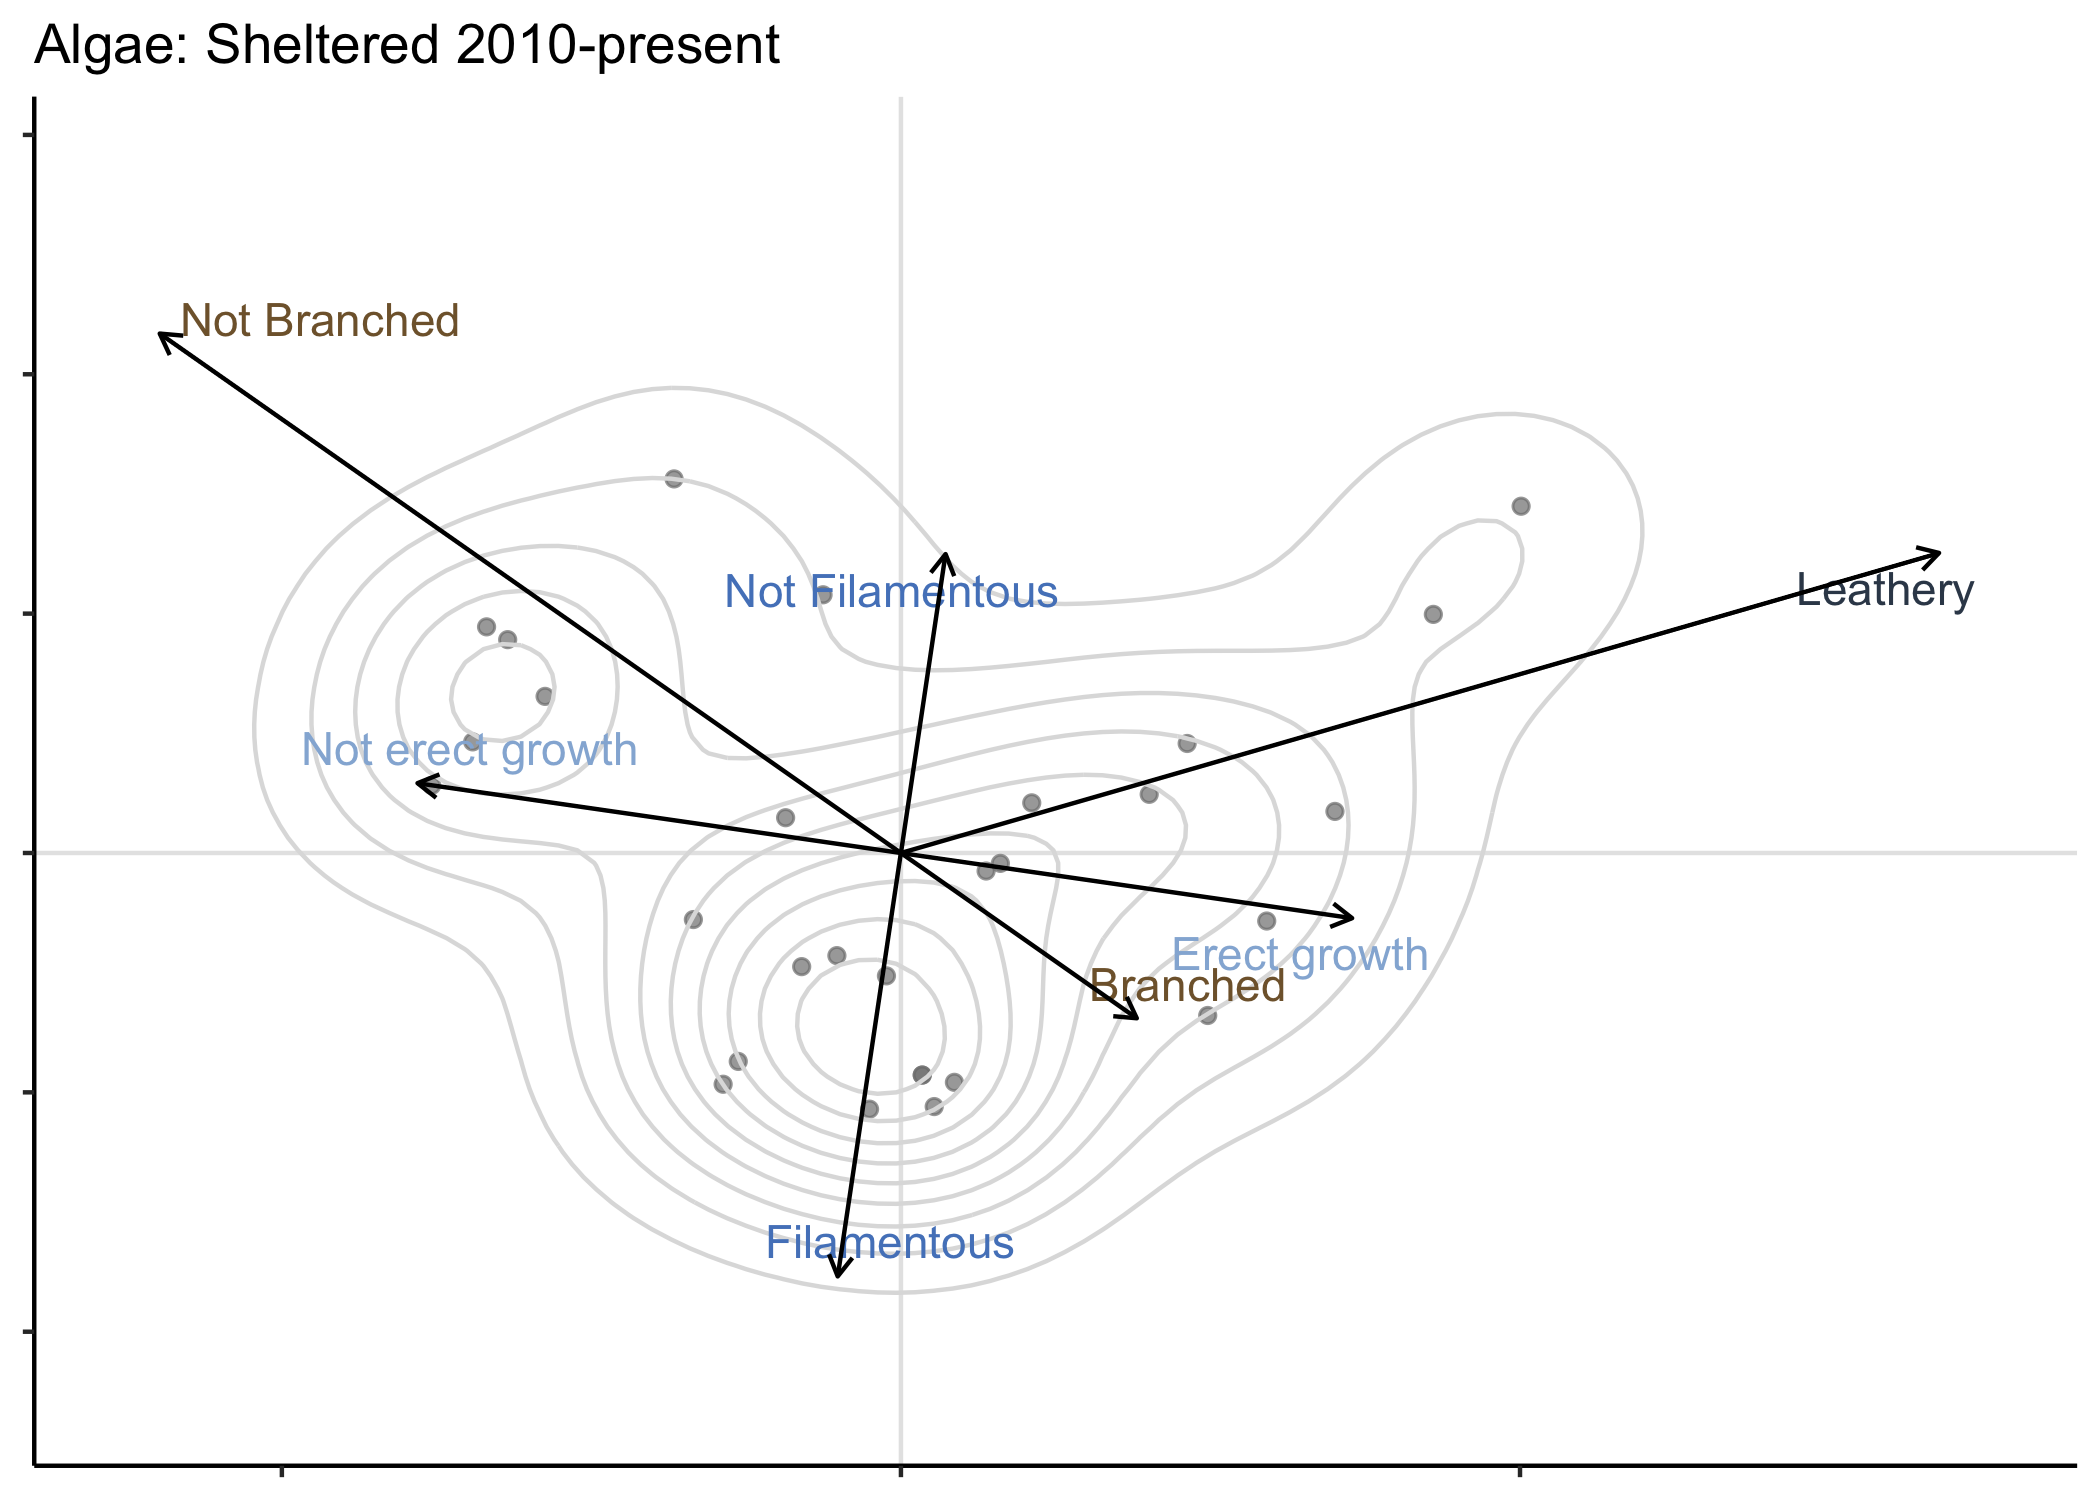 Algae: Sheltered 2010-present
Not Branched
Not Filamentous
Leathery
Not erect growth
Erect growth
Branched
Filamentous